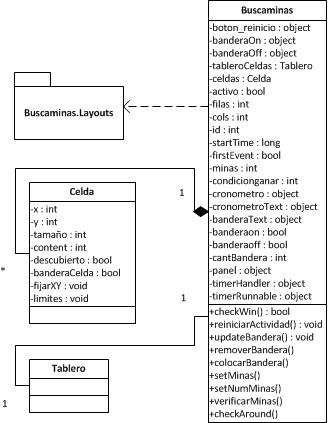 Buscaminas
-boton_reinicio : object
-banderaOn : object
-banderaOff : object
-tableroCeldas : Tablero
-celdas : Celda
-activo : bool
-filas : int
-cols : int
-id : int
-startTime : long
-firstEvent : bool
-minas : int
-condicionganar : int
-cronometro : object
-cronometroText : object
-banderaText : object
-banderaon : bool
-banderaoff : bool
-cantBandera : int
-panel : object
-timerHandler : object
-timerRunnable : object
+checkWin() : bool
+reiniciarActividad() : void
+updateBandera() : void
+removerBandera()
+colocarBandera()
+setMinas()
+setNumMinas()
+verificarMinas()
+checkAround()
Buscaminas.Layouts
1
Celda
-x : int
-y : int
-tamaño : int
-content : int
-descubierto : bool
-banderaCelda : bool
-fijarXY : void
-limites : void
*
1
Tablero
1